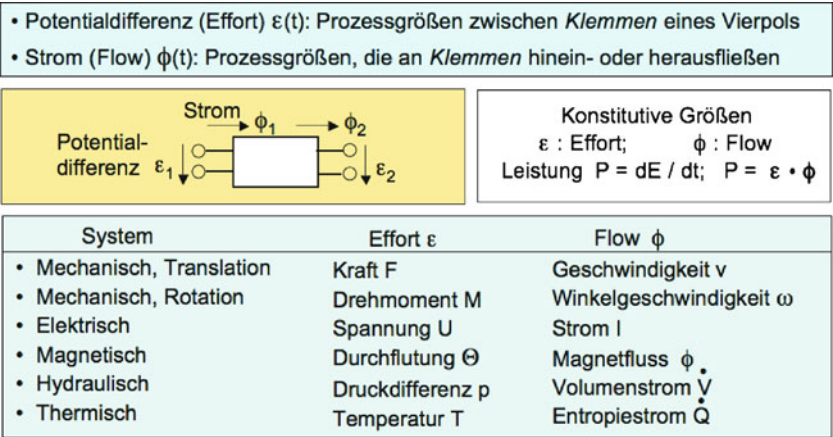 • Potentialdifferenz (Effort) ε(t): Prozessgrößen zwischen Klemmen eines Vierpols
• Strom (Flow) ϕ(t): Prozessgrößen, die an Klemmen hinein- oder herausfließen
Strom ϕ₁ ϕ₂
Potential-
differenz ε₁ ε₂
Konstitutive Größen
ε : Effort; ϕ : Flow
Leistung P = dE / dt; P = ε • ϕ
System Effort ε Flow ϕ
• Mechanisch, Translation Kraft F Geschwindigkeit v
• Mechanisch, Rotation Drehmoment M Winkelgeschwindigkeit ω
• Elektrisch Spannung U Strom I
• Magnetisch Durchflutung Θ Magnetfluss ϕ
• Hydraulisch Druckdifferenz p Volumenstrom V̇
• Thermisch Temperatur T Entropiestrom Q̇